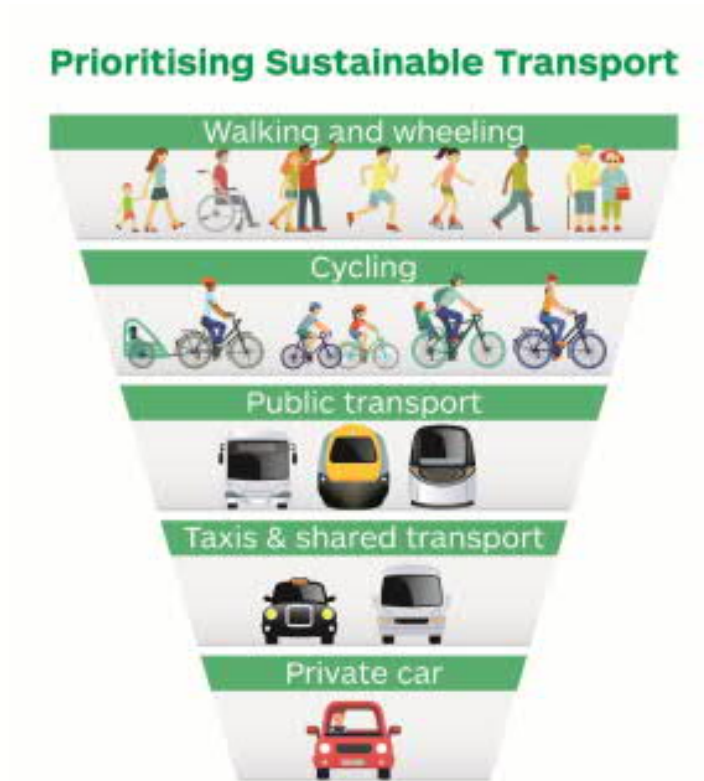 Prioritising Sustainable Transport
Walking and wheeling
Cycling
Public transport
Taxis & shared transport
Private car